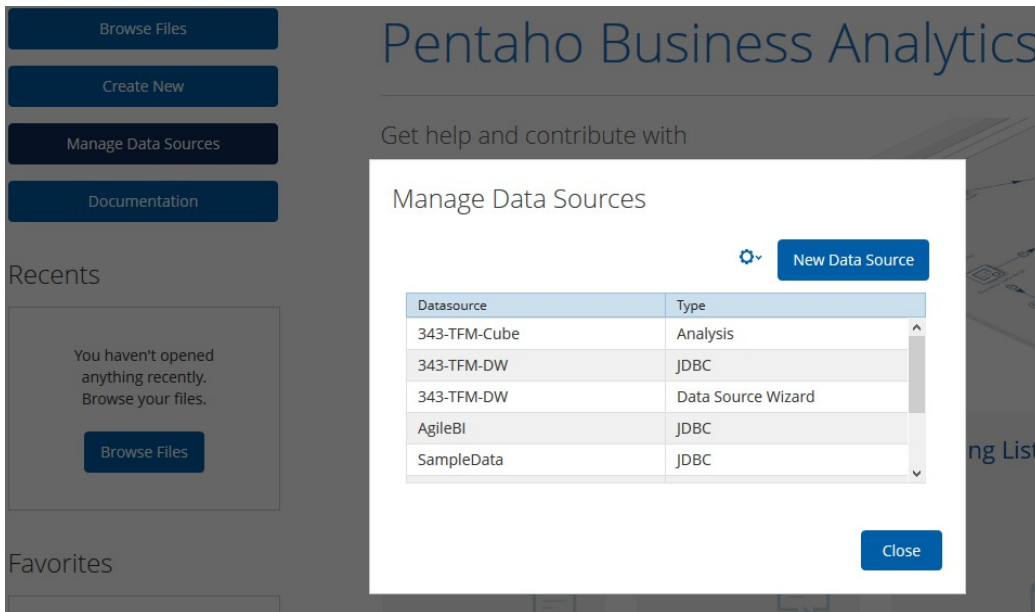 Browse Files
Create New
Manage Data Sources
Documentation
Recents
You haven't opened
anything recently.
Browse your files.
Browse Files
Favorites
Pentaho Business Analytics
Get help and contribute with
Manage Data Sources
New Data Source
Datasource Type
343-TFM-Cube Analysis
343-TFM-DW JDBC
343-TFM-DW Data Source Wizard
AgileBI JDBC
SampleData JDBC
Close
ng List